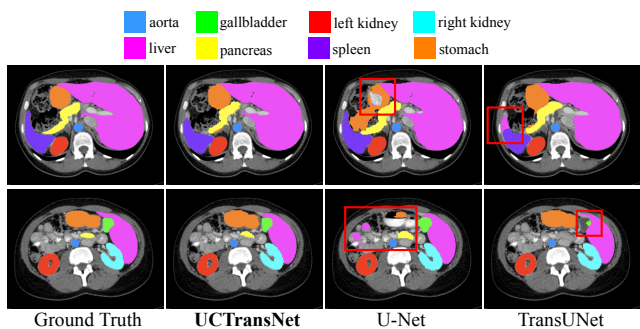 aorta gallbladder left kidney right kidney
liver pancreas spleen stomach
Ground Truth UCTransNet U-Net TransUNet